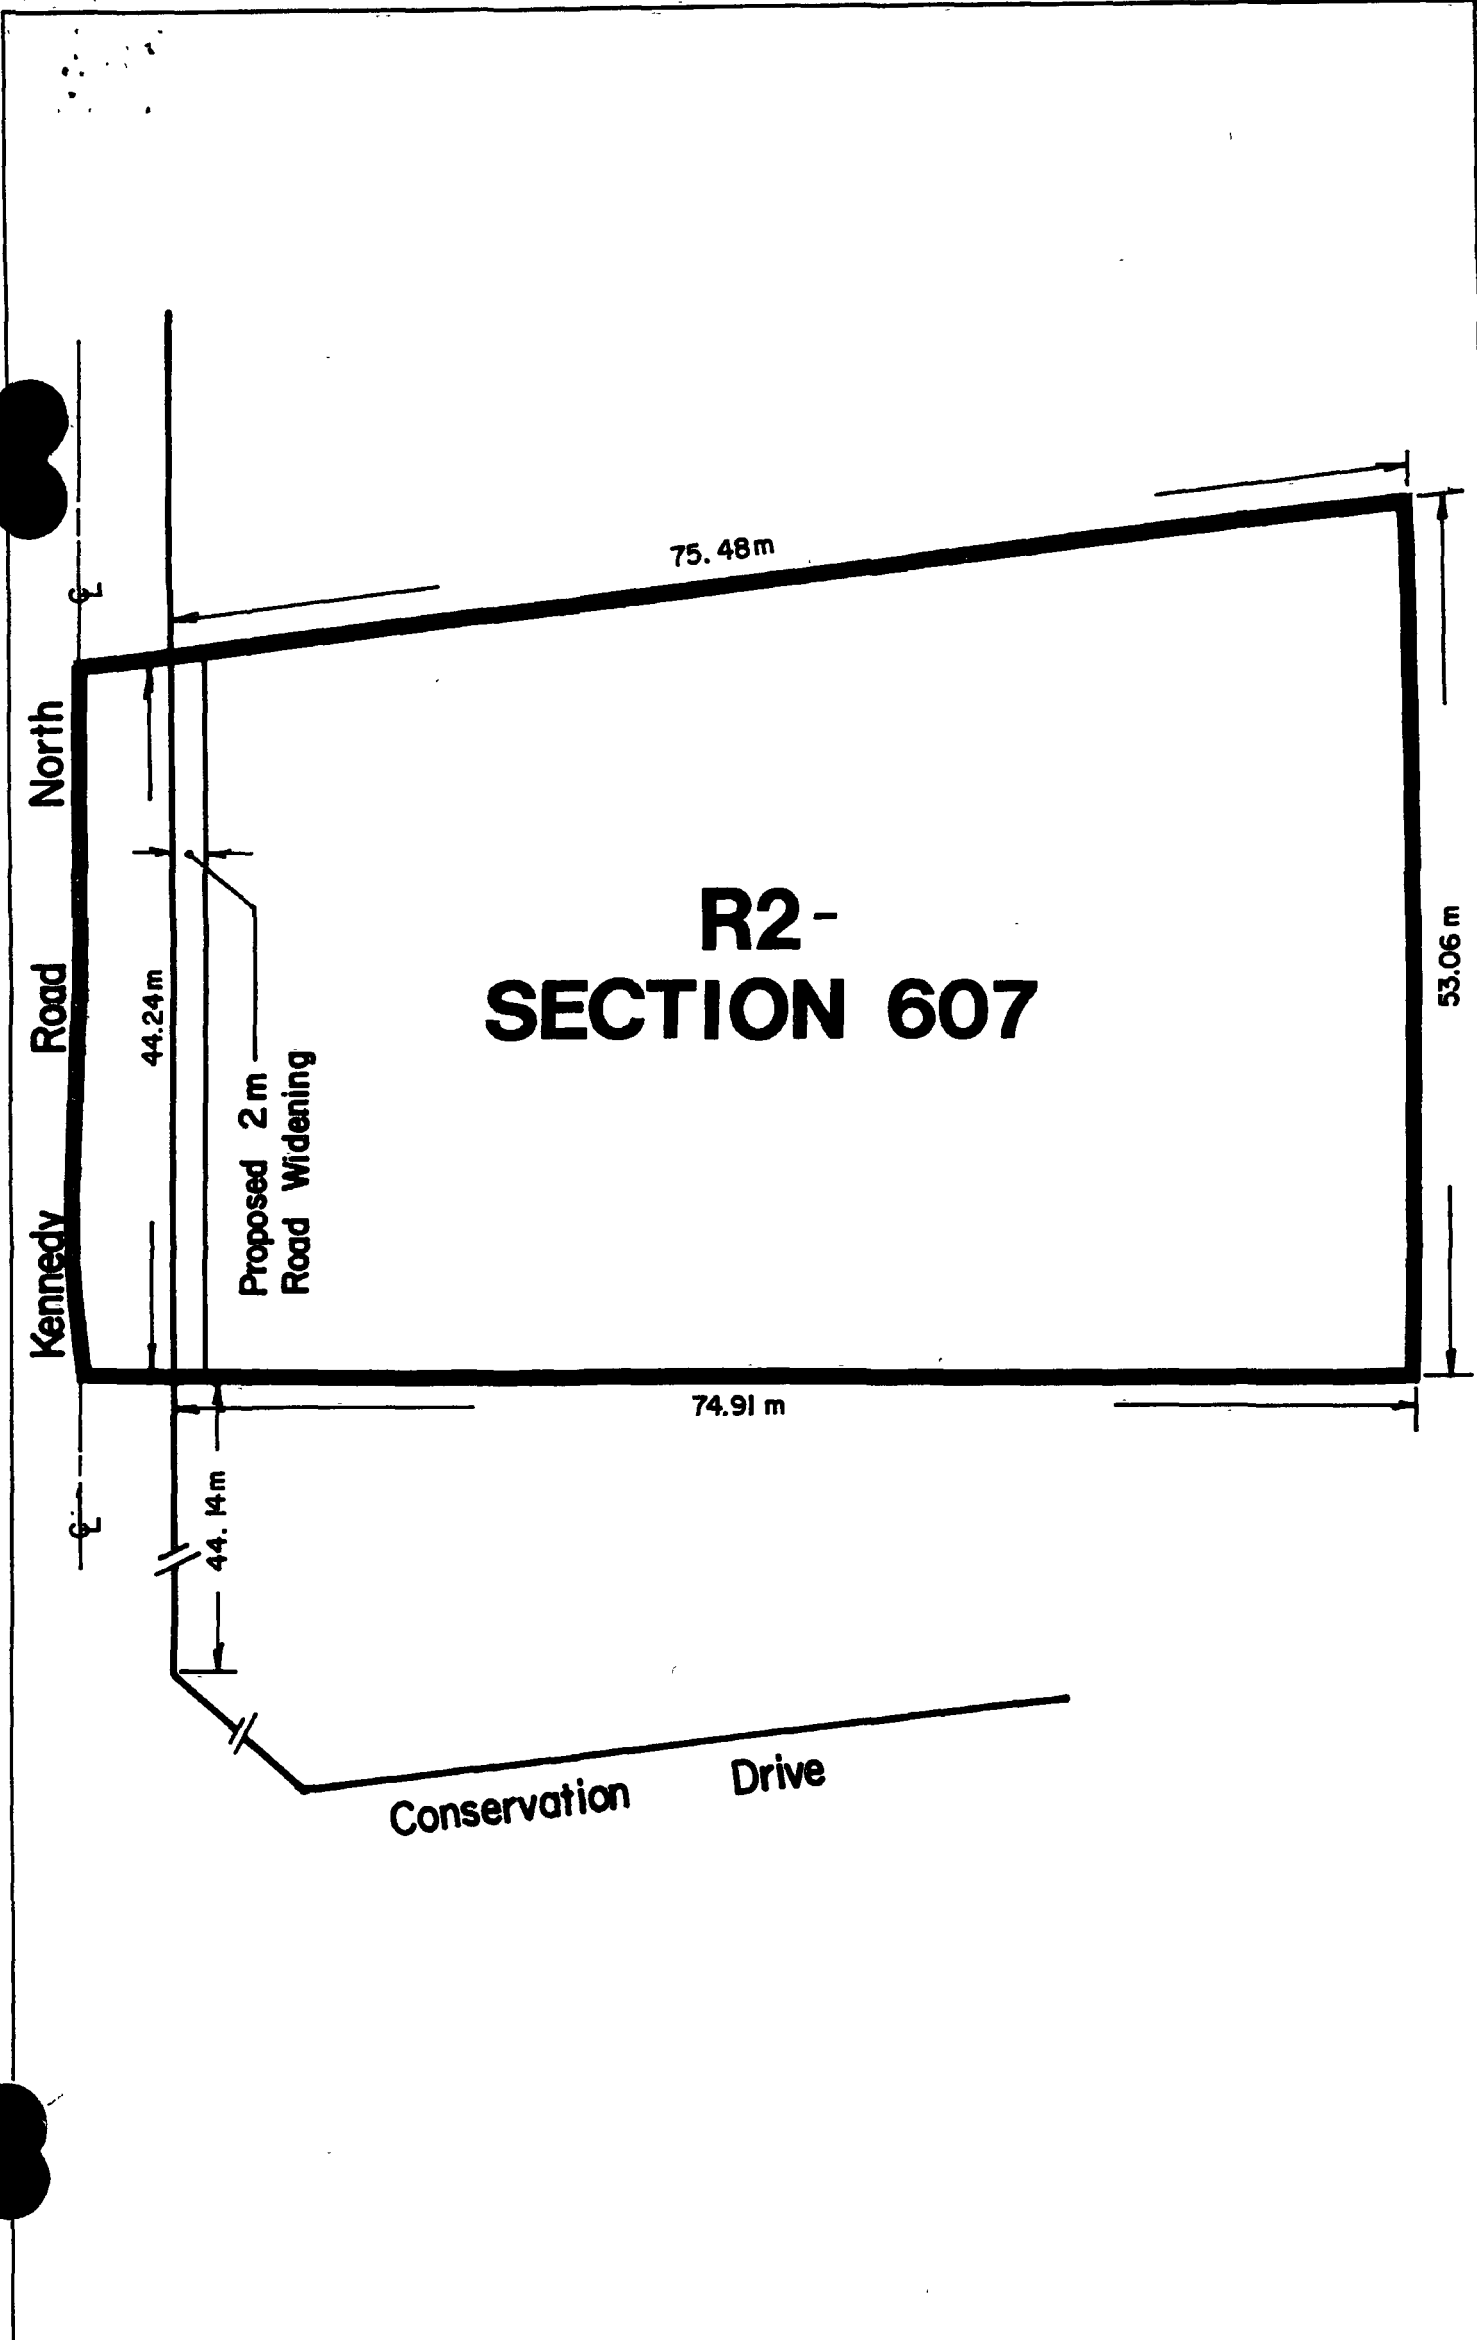 75.48m
Kennedy Road North
44.24m
Proposed 2m
Road Widening
R2-
SECTION 607
53.06 m
74.91 m
44.14m
Conservation Drive